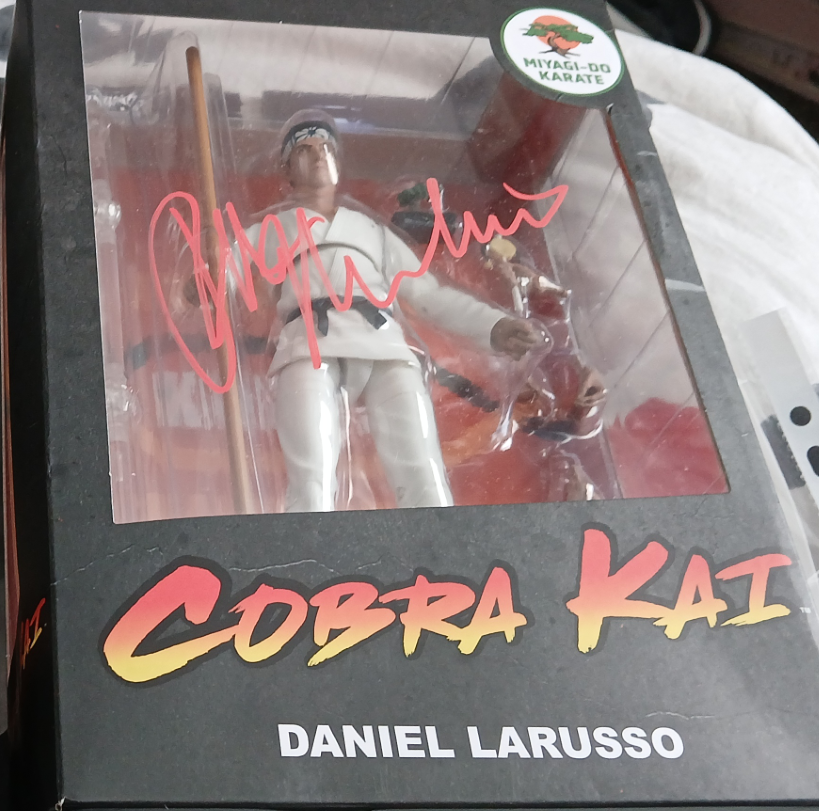 MIYAGI-DO
KARATE
COBRA KAI
DANIEL LARUSSO